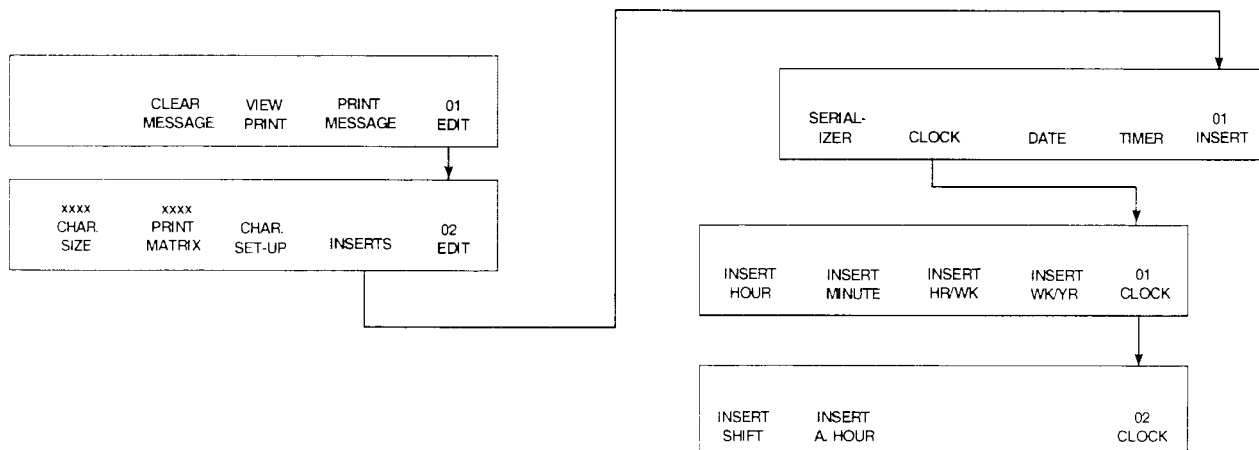 CLEAR VIEW PRINT 01
MESSAGE PRINT MESSAGE EDIT
xxxx xxxx
CHAR. PRINT CHAR. 02
SIZE MATRIX SET-UP INSERTS EDIT
SERIAL- 01
IZER CLOCK DATE TIMER INSERT
INSERT INSERT INSERT INSERT 01
HOUR MINUTE HR/WK WK/YR CLOCK
INSERT INSERT 02
SHIFT A. HOUR CLOCK